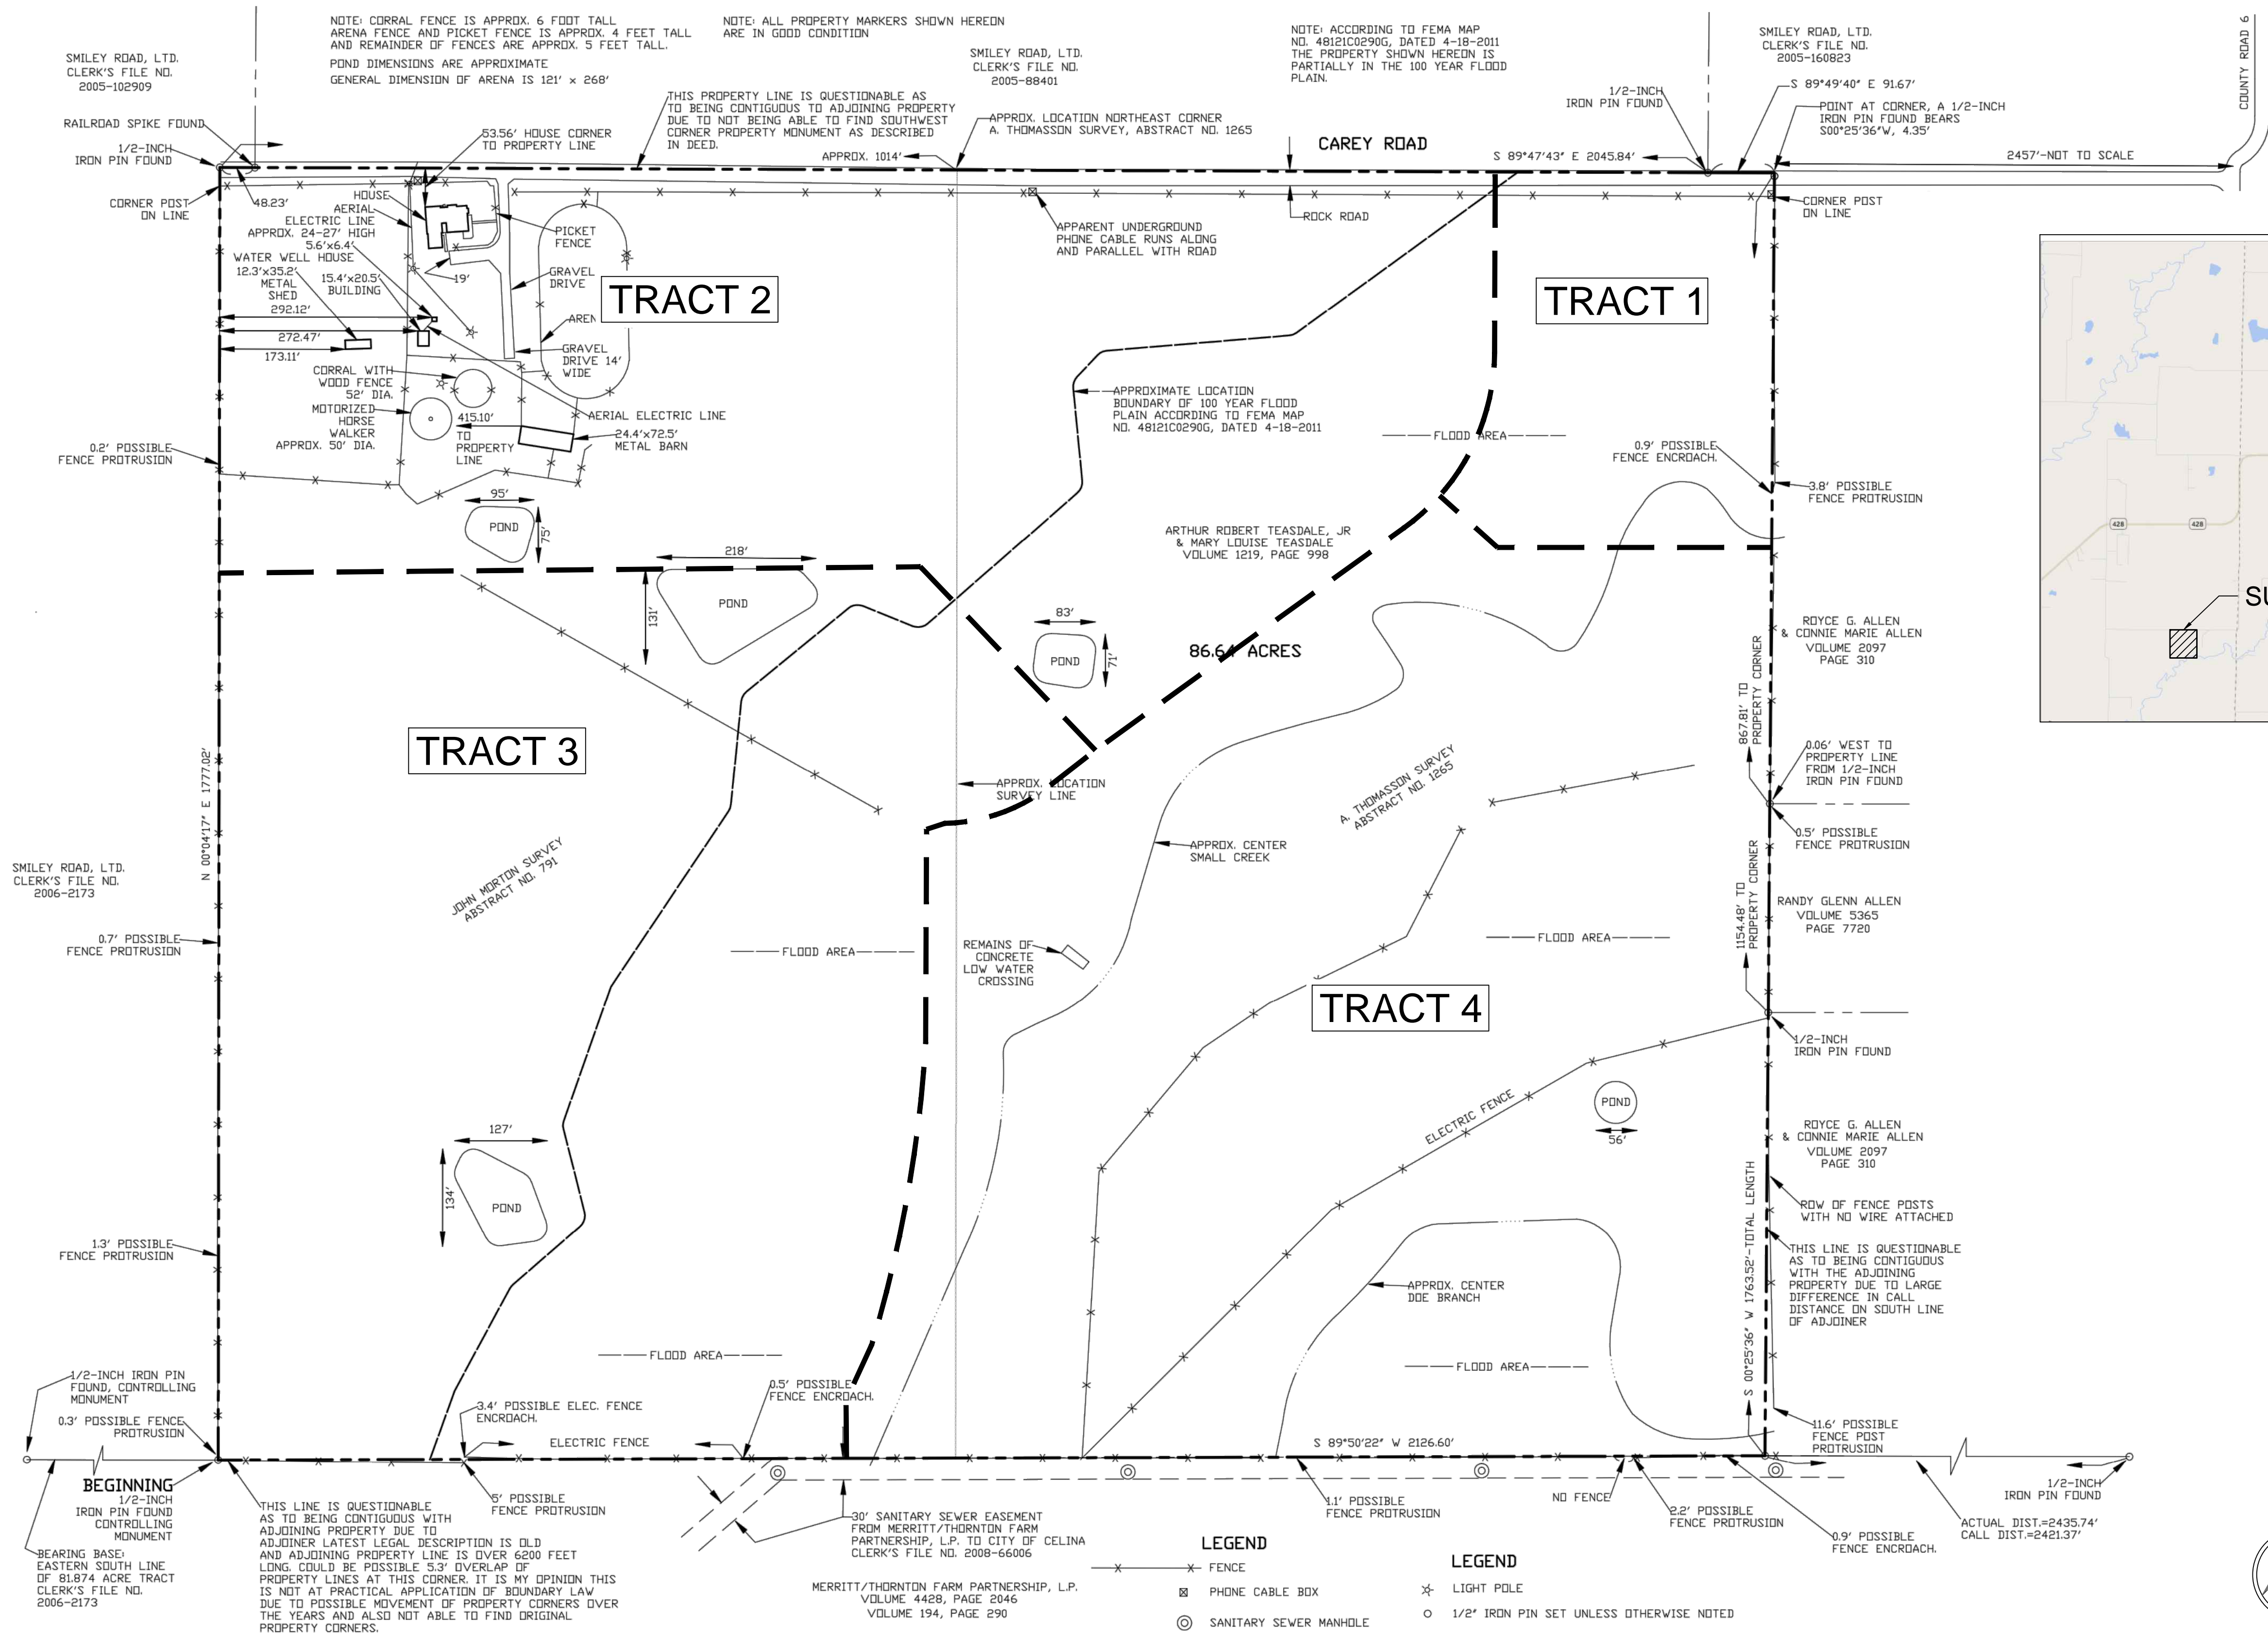 NOTE: CORRAL FENCE IS APPROX. 6 FOOT TALL
ARENA FENCE AND PICKET FENCE IS APPROX. 4 FEET TALL
AND REMAINDER OF FENCES ARE APPROX. 5 FEET TALL.
POND DIMENSIONS ARE APPROXIMATE
GENERAL DIMENSION OF ARENA IS 121' x 268'
NOTE: ALL PROPERTY MARKERS SHOWN HEREON
ARE IN GOOD CONDITION
NOTE: ACCORDING TO FEMA MAP
NO. 48121C0290G, DATED 4-18-2011
THE PROPERTY SHOWN HEREON IS
PARTIALLY IN THE 100 YEAR FLOOD
PLAIN.
SMILEY ROAD, LTD.
CLERK'S FILE NO.
2005-102909
SMILEY ROAD, LTD.
CLERK'S FILE NO.
2005-88401
SMILEY ROAD, LTD.
CLERK'S FILE NO.
2005-160823
COUNTY ROAD 6
S 89°49'40" E 91.67'
1/2-INCH
IRON PIN FOUND
POINT AT CORNER, A 1/2-INCH
IRON PIN FOUND BEARS
S00°25'36"W, 4.35'
RAILROAD SPIKE FOUND
1/2-INCH
IRON PIN FOUND
53.56' HOUSE CORNER
TO PROPERTY LINE
THIS PROPERTY LINE IS QUESTIONABLE AS
TO BEING CONTIGUOUS TO ADJOINING PROPERTY
DUE TO NOT BEING ABLE TO FIND SOUTHWEST
CORNER PROPERTY MONUMENT AS DESCRIBED
IN DEED.
APPROX. 1014'
APPROX. LOCATION NORTHEAST CORNER
A. THOMASSON SURVEY, ABSTRACT NO. 1265
CAREY ROAD
S 89°47'43" E 2045.84'
2457'-NOT TO SCALE
CORNER POST
ON LINE
48.23'
HOUSE
AERIAL
ELECTRIC LINE
APPROX. 24-27' HIGH
5.6'x6.4'
WATER WELL HOUSE
12.3'x35.2'
METAL
SHED
15.4'x20.5'
BUILDING
19'
PICKET
FENCE
GRAVEL
DRIVE
292.12'
272.47'
173.11'
AREN
GRAVEL
DRIVE 14'
WIDE
TRACT 2
APPARENT UNDERGROUND
PHONE CABLE RUNS ALONG
AND PARALLEL WITH ROAD
ROCK ROAD
TRACT 1
CORNER POST
ON LINE
CORRAL WITH
WOOD FENCE
52' DIA.
MOTORIZED
HORSE
WALKER
APPROX. 50' DIA.
415.10'
TO
PROPERTY
LINE
AERIAL ELECTRIC LINE
24.4'x72.5'
METAL BARN
APPROXIMATE LOCATION
BOUNDARY OF 100 YEAR FLOOD
PLAIN ACCORDING TO FEMA MAP
NO. 48121C0290G, DATED 4-18-2011
FLOOD AREA
0.9' POSSIBLE
FENCE ENCROACH.
3.8' POSSIBLE
FENCE PROTRUSION
0.2' POSSIBLE
FENCE PROTRUSION
95'
POND
75'
218'
POND
131'
83'
POND
71'
ARTHUR ROBERT TEASDALE, JR
& MARY LOUISE TEASDALE
VOLUME 1219, PAGE 998
86.64 ACRES
428
428
SU
ROYCE G. ALLEN
& CONNIE MARIE ALLEN
VOLUME 2097
PAGE 310
867.81' TO
PROPERTY CORNER
TRACT 3
N 00°04'17" E 1777.02'
APPROX. LOCATION
SURVEY LINE
A. THOMASSON SURVEY
ABSTRACT NO. 1265
0.06' WEST TO
PROPERTY LINE
FROM 1/2-INCH
IRON PIN FOUND
0.5' POSSIBLE
FENCE PROTRUSION
APPROX. CENTER
SMALL CREEK
JOHN MORTON SURVEY
ABSTRACT NO. 791
SMILEY ROAD, LTD.
CLERK'S FILE NO.
2006-2173
1154.48' TO
PROPERTY CORNER
RANDY GLENN ALLEN
VOLUME 5365
PAGE 7720
0.7' POSSIBLE
FENCE PROTRUSION
FLOOD AREA
REMAINS OF
CONCRETE
LOW WATER
CROSSING
FLOOD AREA
TRACT 4
1/2-INCH
IRON PIN FOUND
ELECTRIC FENCE
POND
56'
127'
134'
POND
ROYCE G. ALLEN
& CONNIE MARIE ALLEN
VOLUME 2097
PAGE 310
ROW OF FENCE POSTS
WITH NO WIRE ATTACHED
THIS LINE IS QUESTIONABLE
AS TO BEING CONTIGUOUS
WITH THE ADJOINING
PROPERTY DUE TO LARGE
DIFFERENCE IN CALL
DISTANCE ON SOUTH LINE
OF ADJOINER
S 00°25'36" W 1763.52'-TOTAL LENGTH
1.3' POSSIBLE
FENCE PROTRUSION
APPROX. CENTER
DOE BRANCH
FLOOD AREA
FLOOD AREA
1/2-INCH IRON PIN
FOUND, CONTROLLING
MONUMENT
0.3' POSSIBLE FENCE
PROTRUSION
3.4' POSSIBLE ELEC. FENCE
ENCROACH.
0.5' POSSIBLE
FENCE ENCROACH.
ELECTRIC FENCE
S 89°50'22" W 2126.60'
11.6' POSSIBLE
FENCE POST
PROTRUSION
BEGINNING
1/2-INCH
IRON PIN FOUND
CONTROLLING
MONUMENT
5' POSSIBLE
FENCE PROTRUSION
1.1' POSSIBLE
FENCE PROTRUSION
NO FENCE
2.2' POSSIBLE
FENCE PROTRUSION
0.9' POSSIBLE
FENCE ENCROACH.
1/2-INCH
IRON PIN FOUND
ACTUAL DIST.=2435.74'
CALL DIST.=2421.37'
BEARING BASE:
EASTERN SOUTH LINE
OF 81.874 ACRE TRACT
CLERK'S FILE NO.
2006-2173
THIS LINE IS QUESTIONABLE
AS TO BEING CONTIGUOUS WITH
ADJOINING PROPERTY DUE TO
ADJOINER LATEST LEGAL DESCRIPTION IS OLD
AND ADJOINING PROPERTY LINE IS OVER 6200 FEET
LONG. COULD BE POSSIBLE 5.3' OVERLAP OF
PROPERTY LINES AT THIS CORNER. IT IS MY OPINION THIS
IS NOT AT PRACTICAL APPLICATION OF BOUNDARY LAW
DUE TO POSSIBLE MOVEMENT OF PROPERTY CORNERS OVER
THE YEARS AND ALSO NOT ABLE TO FIND ORIGINAL
PROPERTY CORNERS.
30' SANITARY SEWER EASEMENT
FROM MERRITT/THORNTON FARM
PARTNERSHIP, L.P. TO CITY OF CELINA
CLERK'S FILE NO. 2008-66006
MERRITT/THORNTON FARM PARTNERSHIP, L.P.
VOLUME 4428, PAGE 2046
VOLUME 194, PAGE 290
LEGEND
FENCE
PHONE CABLE BOX
SANITARY SEWER MANHOLE
LEGEND
LIGHT POLE
1/2" IRON PIN SET UNLESS OTHERWISE NOTED